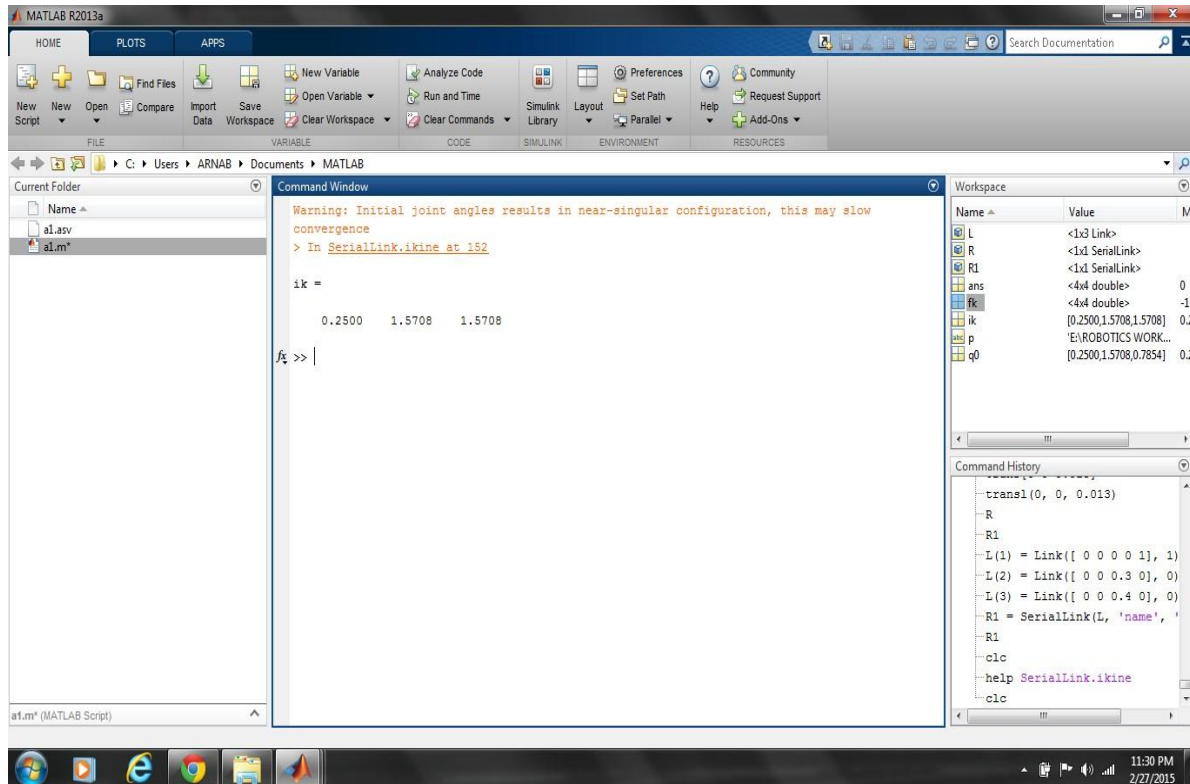 MATLAB R2013a
HOME PLOTS APPS
Search Documentation
New Script
New
Open
Find Files
Compare
Import Data
Save Workspace
New Variable
Open Variable
Clear Workspace
Analyze Code
Run and Time
Clear Commands
Simulink Library
Layout
Preferences
Set Path
Parallel
Help
Community
Request Support
Add-Ons
FILE VARIABLE CODE SIMULINK ENVIRONMENT RESOURCES
C: Users ARNAB Documents MATLAB
Current Folder
Name
a1.asv
a1.m*
a1.m* (MATLAB Script)
Command Window
Warning: Initial joint angles results in near-singular configuration, this may slow
convergence
> In SerialLink.ikine at 152
ik =
0.2500 1.5708 1.5708
fx >>
Workspace
Name Value M
L <1x3 Link>
R <1x1 SerialLink>
R1 <1x1 SerialLink>
ans <4x4 double> 0
fk <4x4 double> -1
ik [0.2500,1.5708,1.5708] 0.2
p 'E:\ROBOTICS WORK...
q0 [0.2500,1.5708,0.7854] 0.2
Command History
transl(0, 0, 0.013)
R
R1
L(1) = Link([ 0 0 0 0 1], 1)
L(2) = Link([ 0 0 0.3 0], 0)
L(3) = Link([ 0 0 0.4 0], 0)
R1 = SerialLink(L, 'name', '
R1
clc
help SerialLink.ikine
clc
11:30 PM
2/27/2015